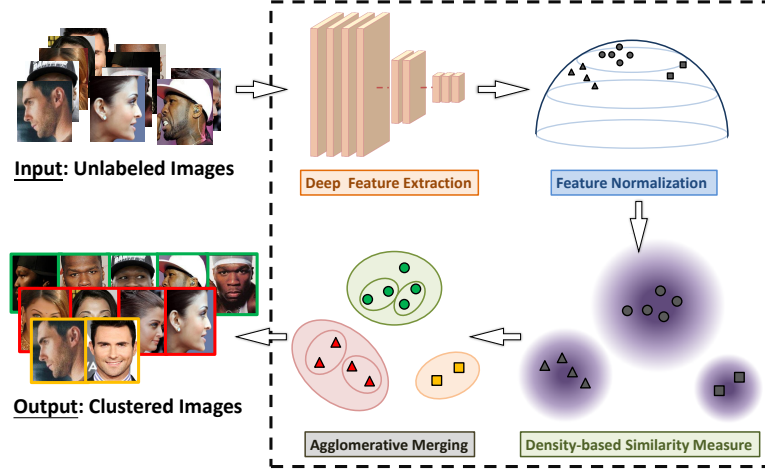 Input: Unlabeled Images
Deep Feature Extraction
Feature Normalization
Output: Clustered Images
Agglomerative Merging
Density-based Similarity Measure